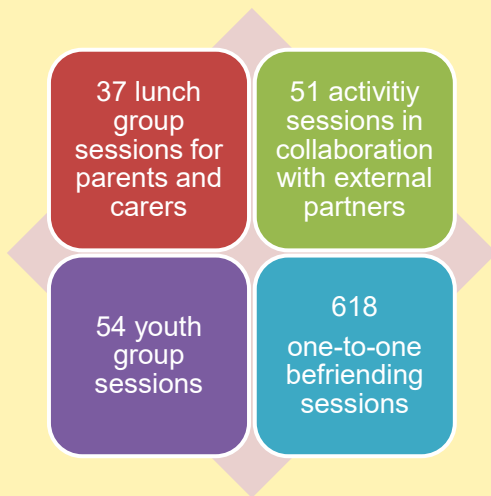 37 lunch
group
sessions for
parents and
carers
51 activitiy
sessions in
collaboration
with external
partners
54 youth
group
sessions
618
one-to-one
befriending
sessions